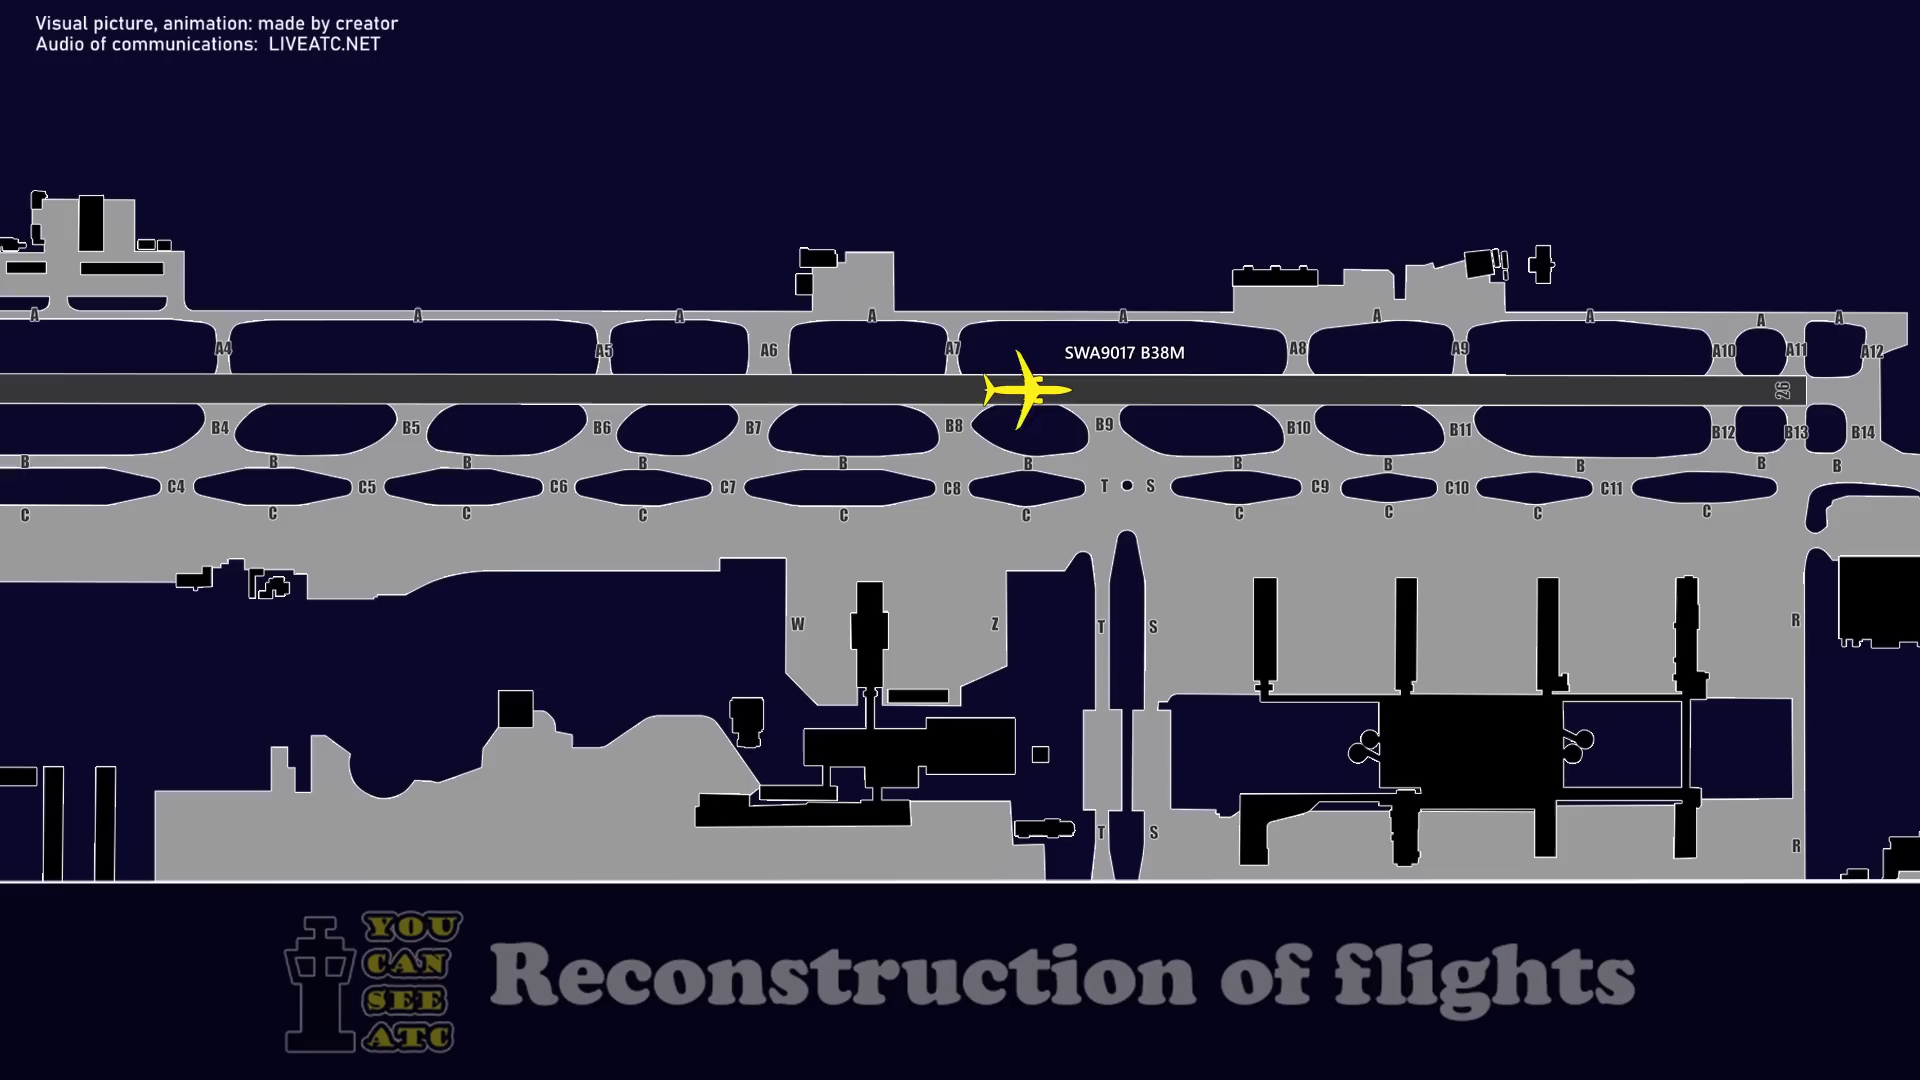 Visual picture, animation: made by creator
Audio of communications: LIVEATC.NET
A A A A A A A A A
A4 A5 A6 A7 SWA9017 B38M A8 A9 A10 A11 A12
26
B4 B5 B6 B7 B8 B9 B10 B11 B12 B13 B14
B B B B B B B B B B B
C4 C5 C6 C7 C8 T S C9 C10 C11
C C C C C C C C C C
W Z T S R
T S R
YOU
CAN
SEE
ATC
Reconstruction of flights